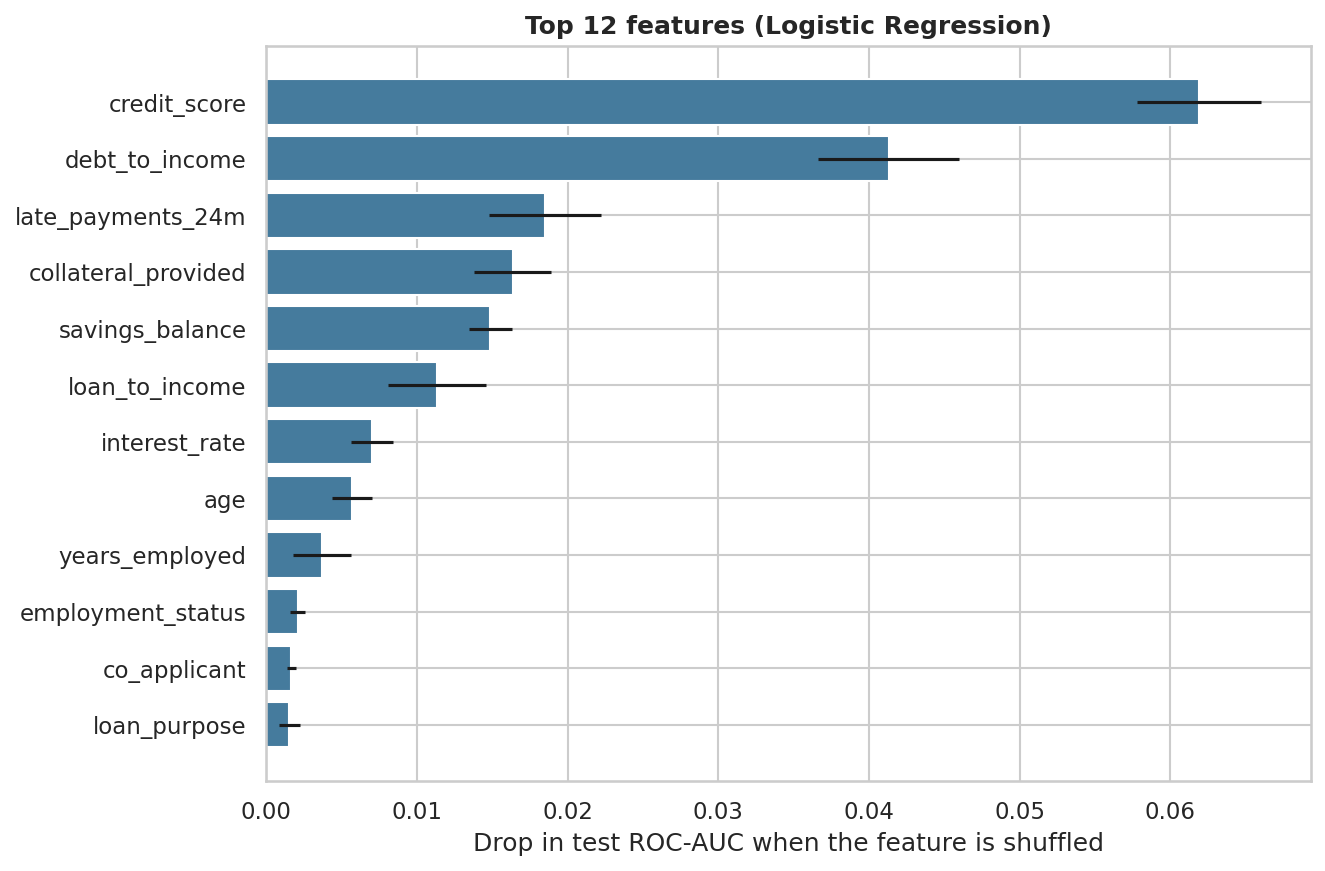 Top 12 features (Logistic Regression)
credit_score
debt_to_income
late_payments_24m
collateral_provided
savings_balance
loan_to_income
interest_rate
age
years_employed
employment_status
co_applicant
loan_purpose
0.00 0.01 0.02 0.03 0.04 0.05 0.06
Drop in test ROC-AUC when the feature is shuffled